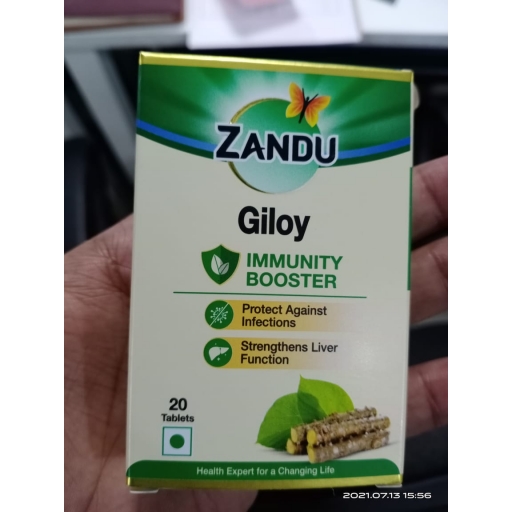 ZANDU
Giloy
IMMUNITY
BOOSTER
Protect Against
Infections
Strengthens Liver
Function
20
Tablets
Health Expert for a Changing Life
2021.07.13 15:56